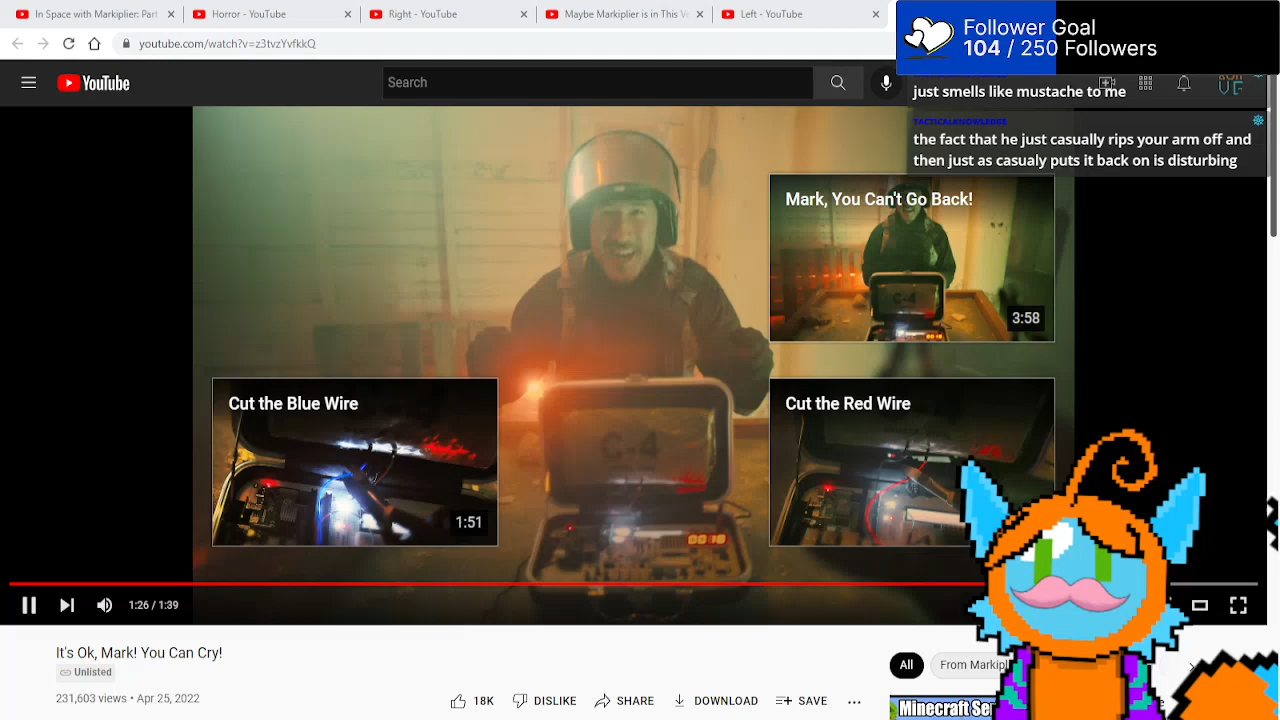 In Space with Markiplier: Part
Horror - YouTube
Right - YouTube
Maybe Markiplier is in This V
Left - YouTube
youtube.com/watch?v=z3tvzYvfkkQ
Follower Goal
104 / 250 Followers
YouTube
Search
just smells like mustache to me
TACTICALKNOWLEDGE
the fact that he just casually rips your arm off and
then just as casualy puts it back on is disturbing
Mark, You Can't Go Back!
3:58
Cut the Blue Wire
1:51
Cut the Red Wire
C-4
00:18
1:26 / 1:39
It's Ok, Mark! You Can Cry!
Unlisted
231,603 views • Apr 25, 2022
18K
DISLIKE
SHARE
DOWNLOAD
SAVE
All
From Markipl
Minecraft Se